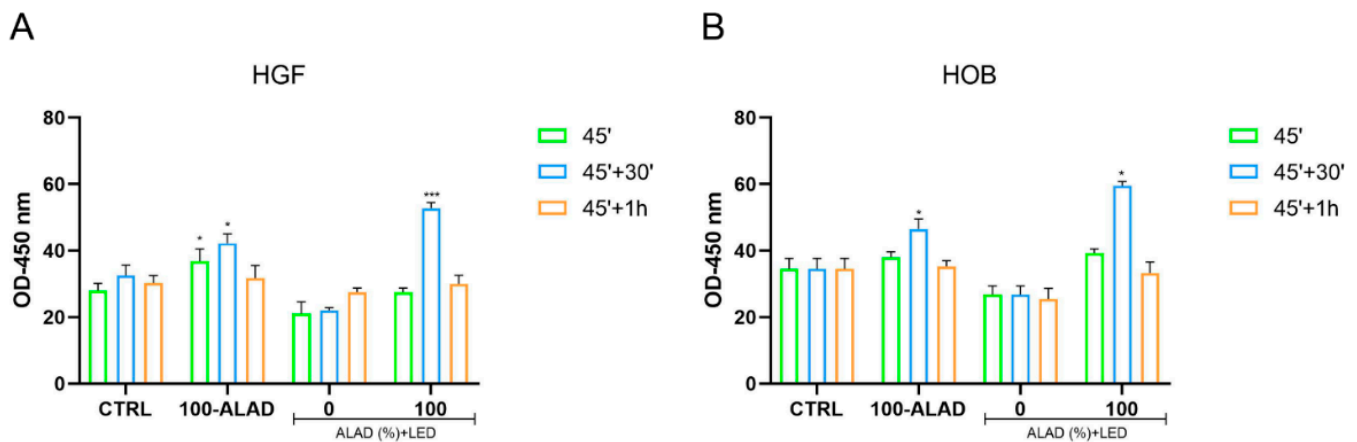 A
HGF
80
60
40
20
0
OD-450 nm
*
*
***
CTRL
100-ALAD
0
100
ALAD (%)+LED
45'
45'+30'
45'+1h
B
HOB
80
60
40
20
0
OD-450 nm
*
*
CTRL
100-ALAD
0
100
ALAD (%)+LED
45'
45'+30'
45'+1h